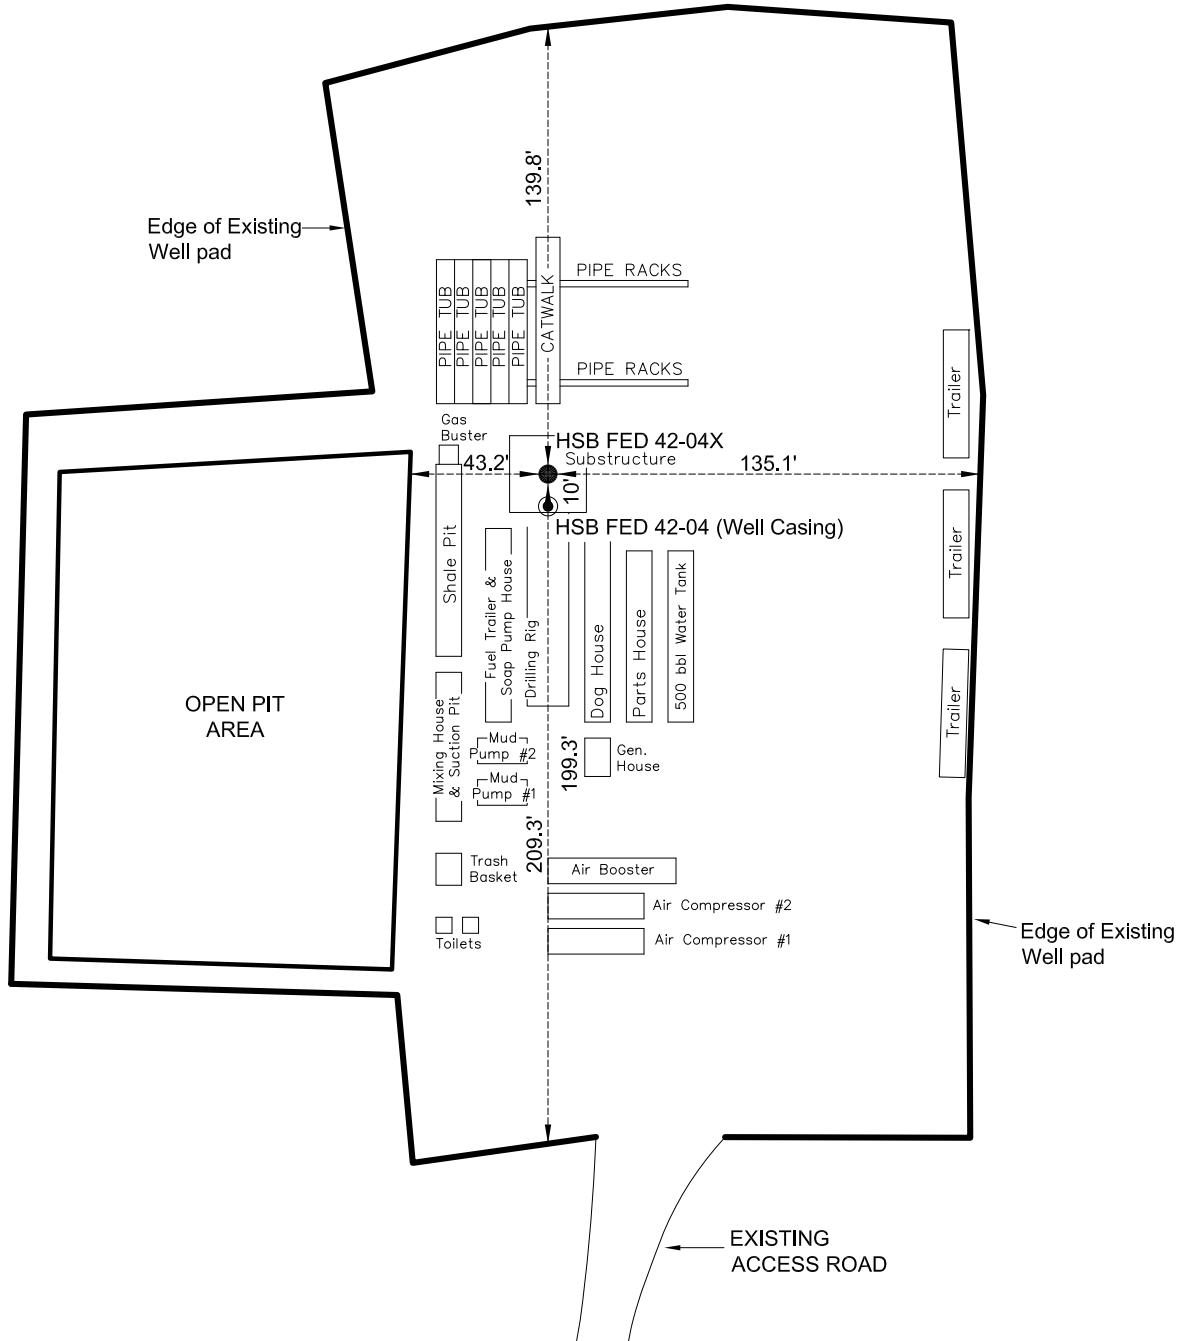 139.8'
Edge of Existing
Well pad
PIPE TUB
PIPE TUB
PIPE TUB
PIPE TUB
PIPE TUB
CATWALK
PIPE RACKS
PIPE RACKS
Trailer
Gas
Buster
HSB FED 42-04X
Substructure
43.2'
135.1'
10'
HSB FED 42-04 (Well Casing)
Shale Pit
Fuel Trailer &
Soap Pump House
Drilling Rig
Dog House
Parts House
500 bbl Water Tank
Trailer
OPEN PIT
AREA
Mixing House
& Suction Pit
Mud
Pump #2
Mud
Pump #1
199.3'
Gen.
House
Trailer
209.3'
Trash
Basket
Air Booster
Air Compressor #2
Toilets
Air Compressor #1
Edge of Existing
Well pad
EXISTING
ACCESS ROAD